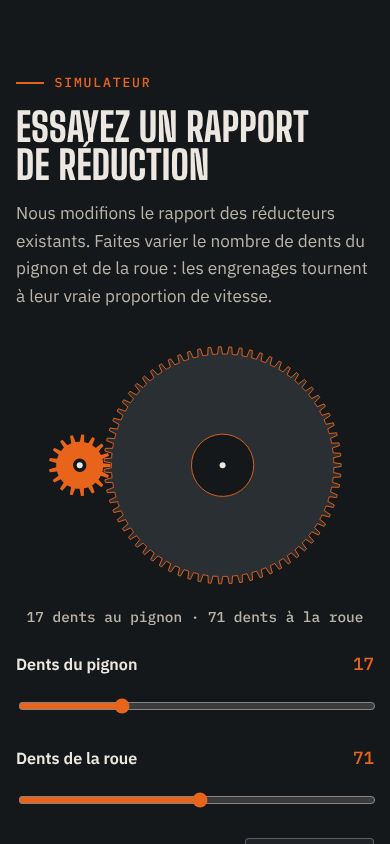 SIMULATEUR
ESSAYEZ UN RAPPORT
DE RÉDUCTION
Nous modifions le rapport des réducteurs
existants. Faites varier le nombre de dents du
pignon et de la roue : les engrenages tournent
à leur vraie proportion de vitesse.
17 dents au pignon · 71 dents à la roue
Dents du pignon 17
Dents de la roue 71